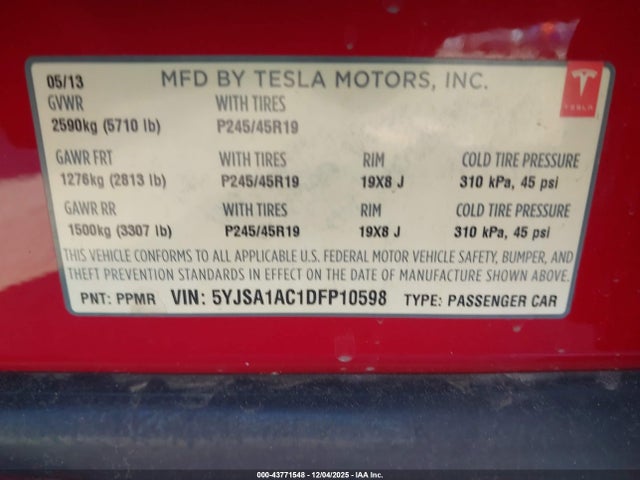 05/13 MFD BY TESLA MOTORS, INC.
GVWR WITH TIRES
2590kg (5710 lb) P245/45R19
TESLA
GAWR FRT WITH TIRES RIM COLD TIRE PRESSURE
1276kg (2813 lb) P245/45R19 19X8 J 310 kPa, 45 psi
GAWR RR WITH TIRES RIM COLD TIRE PRESSURE
1500kg (3307 lb) P245/45R19 19X8 J 310 kPa, 45 psi
THIS VEHICLE CONFORMS TO ALL APPLICABLE U.S. FEDERAL MOTOR VEHICLE SAFETY, BUMPER, AND
THEFT PREVENTION STANDARDS IN EFFECT ON THE DATE OF MANUFACTURE SHOWN ABOVE.
PNT: PPMR VIN: 5YJSA1AC1DFP10598 TYPE: PASSENGER CAR
000-43771548 - 12/04/2025 - IAA Inc.